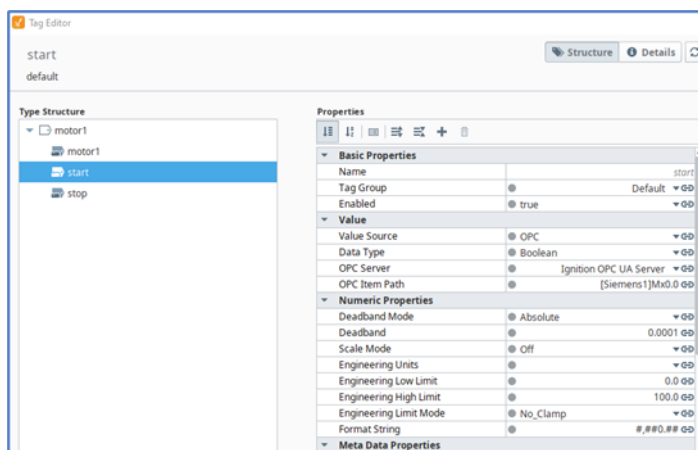 Tag Editor
start
Structure
Details
default
Type Structure
motor1
motor1
start
stop
Properties
Basic Properties
Name start
Tag Group Default
Enabled true
Value
Value Source OPC
Data Type Boolean
OPC Server Ignition OPC UA Server
OPC Item Path [Siemens1]Mx0.0
Numeric Properties
Deadband Mode Absolute
Deadband 0.0001
Scale Mode Off
Engineering Units
Engineering Low Limit 0.0
Engineering High Limit 100.0
Engineering Limit Mode No_Clamp
Format String #,##0.##
Meta Data Properties